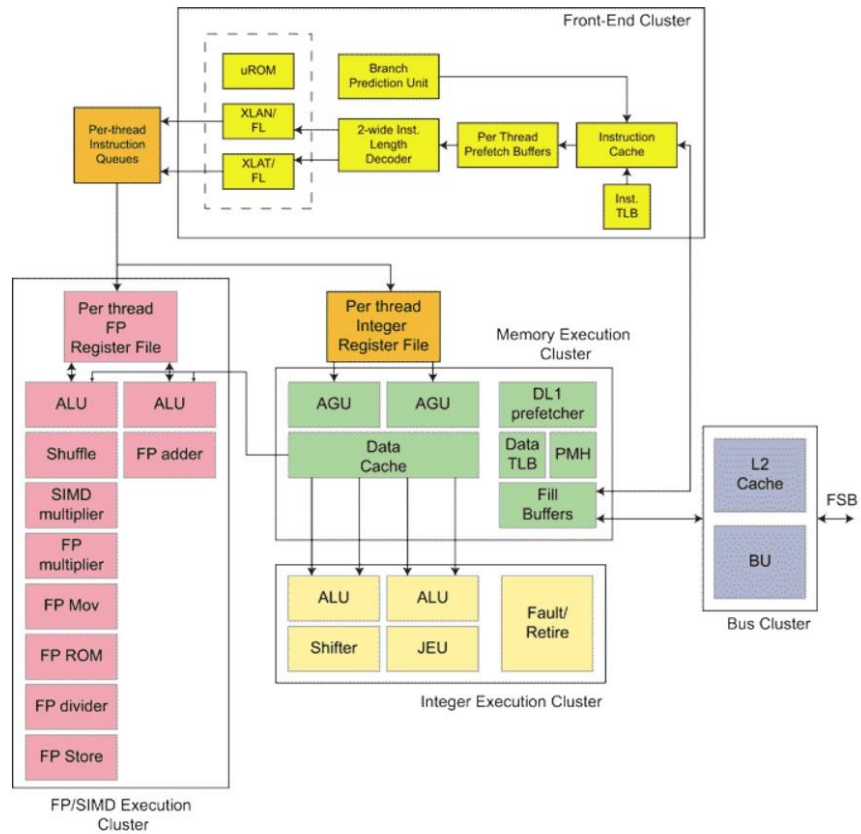 Front-End Cluster
uROM
Branch
Prediction Unit
Per-thread
Instruction
Queues
XLAN/
FL
2-wide Inst.
Length
Decoder
Per Thread
Prefetch Buffers
Instruction
Cache
XLAT/
FL
Inst.
TLB
Per thread
FP
Register File
Per thread
Integer
Register File
Memory Execution
Cluster
ALU
ALU
AGU
AGU
DL1
prefetcher
Shuffle
FP adder
Data
Cache
Data
TLB
PMH
L2
Cache
FSB
SIMD
multiplier
Fill
Buffers
FP
multiplier
BU
FP Mov
ALU
ALU
Fault/
Retire
Bus Cluster
FP ROM
Shifter
JEU
FP divider
Integer Execution Cluster
FP Store
FP/SIMD Execution
Cluster